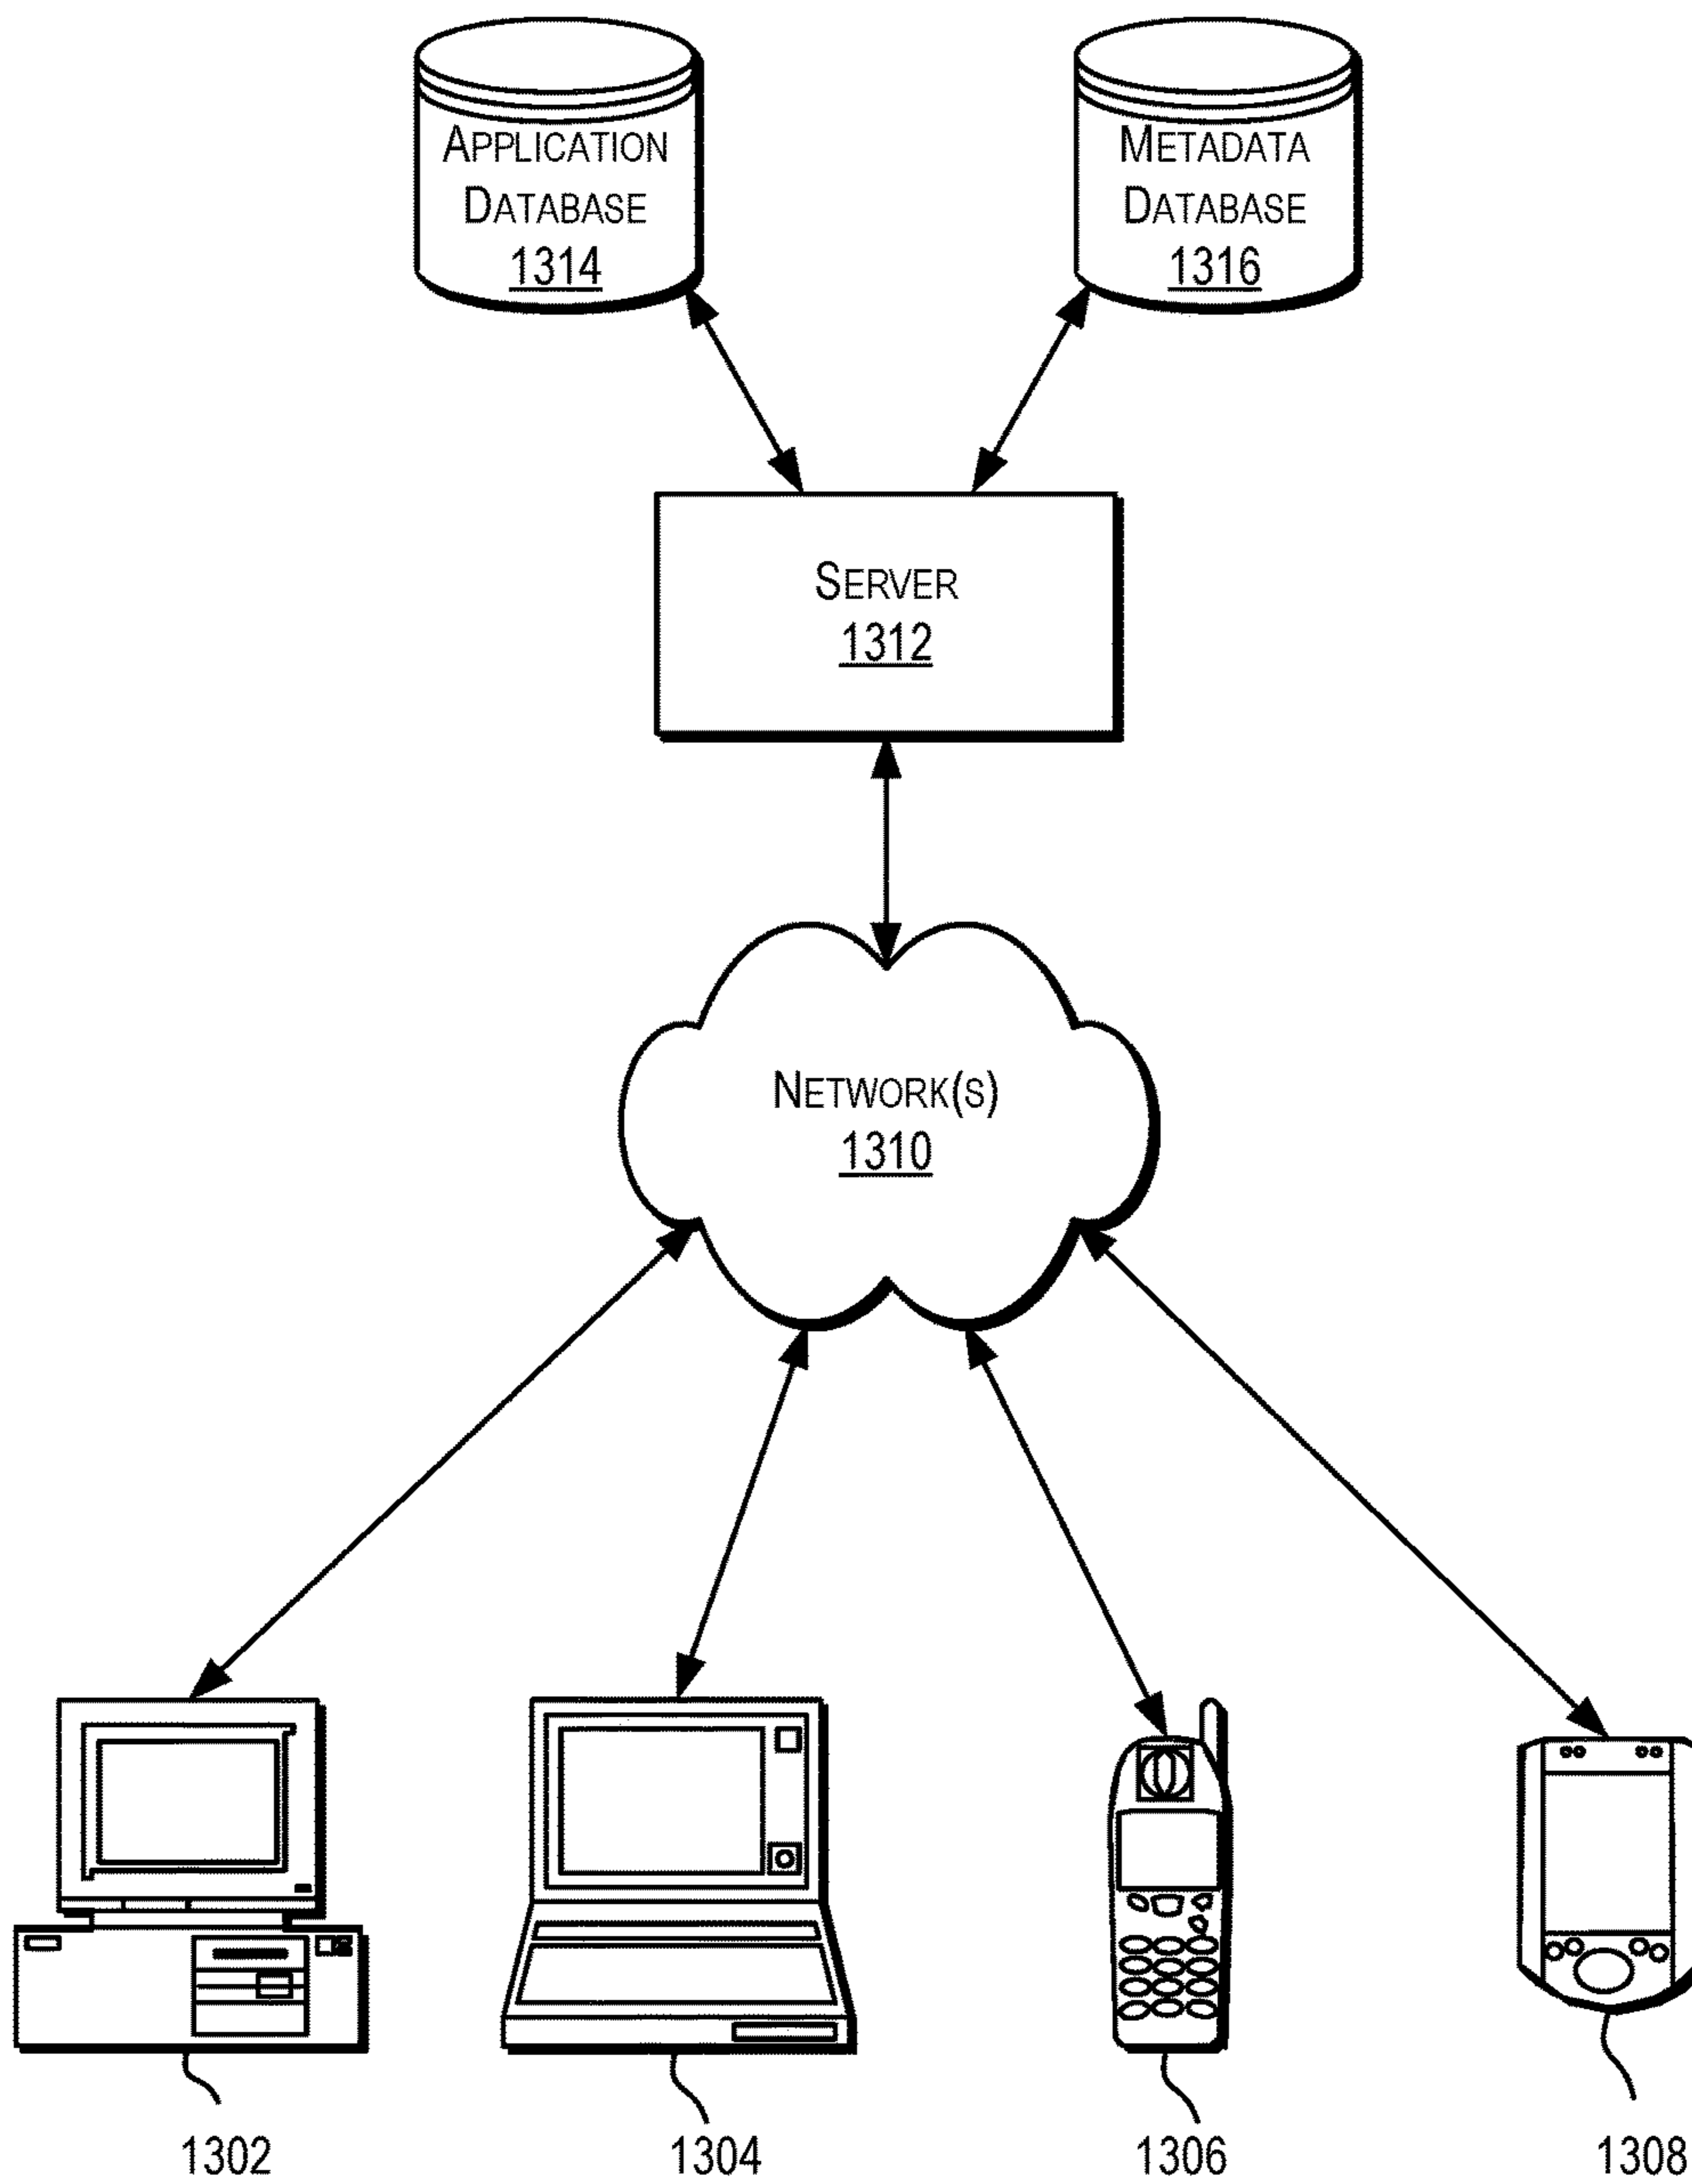 APPLICATION
DATABASE
1314
METADATA
DATABASE
1316
SERVER
1312
NETWORK(S)
1310
1302
1304
1306
1308